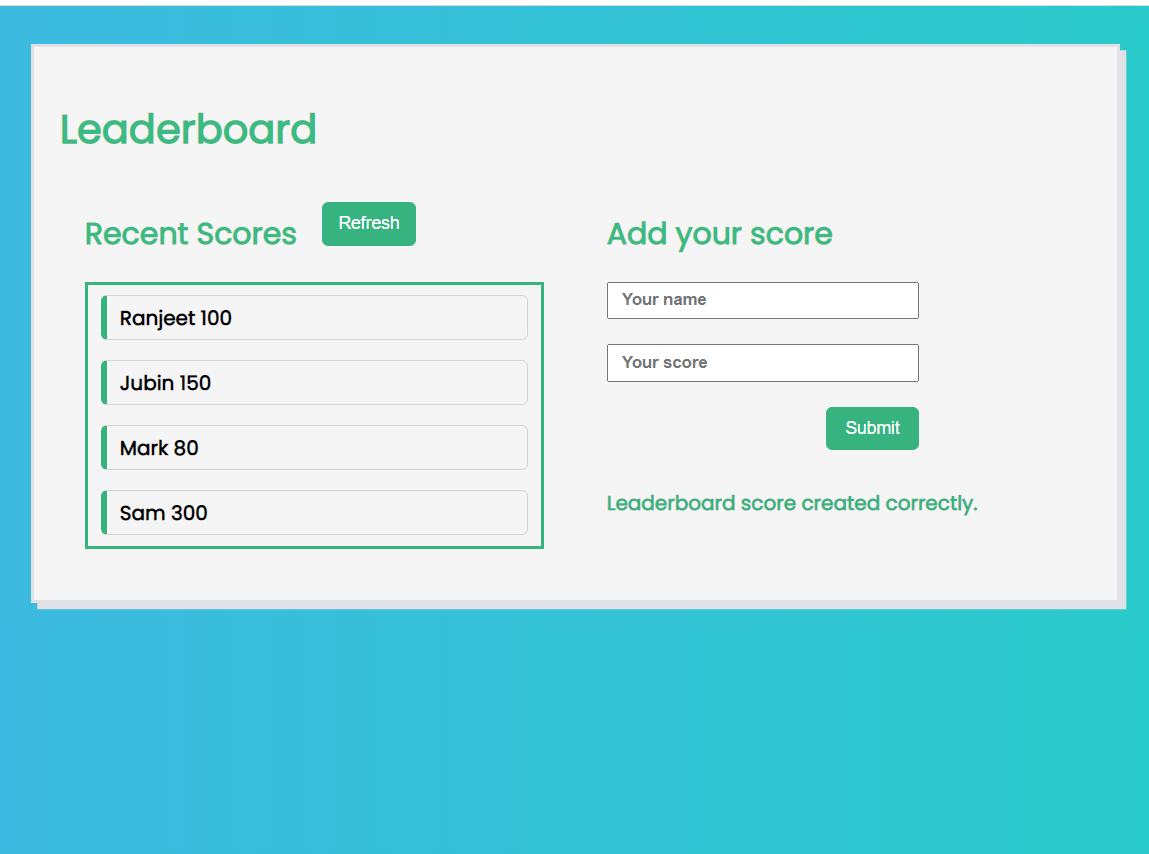 Leaderboard
Recent Scores
Refresh
Ranjeet 100
Jubin 150
Mark 80
Sam 300
Add your score
Your name
Your score
Submit
Leaderboard score created correctly.